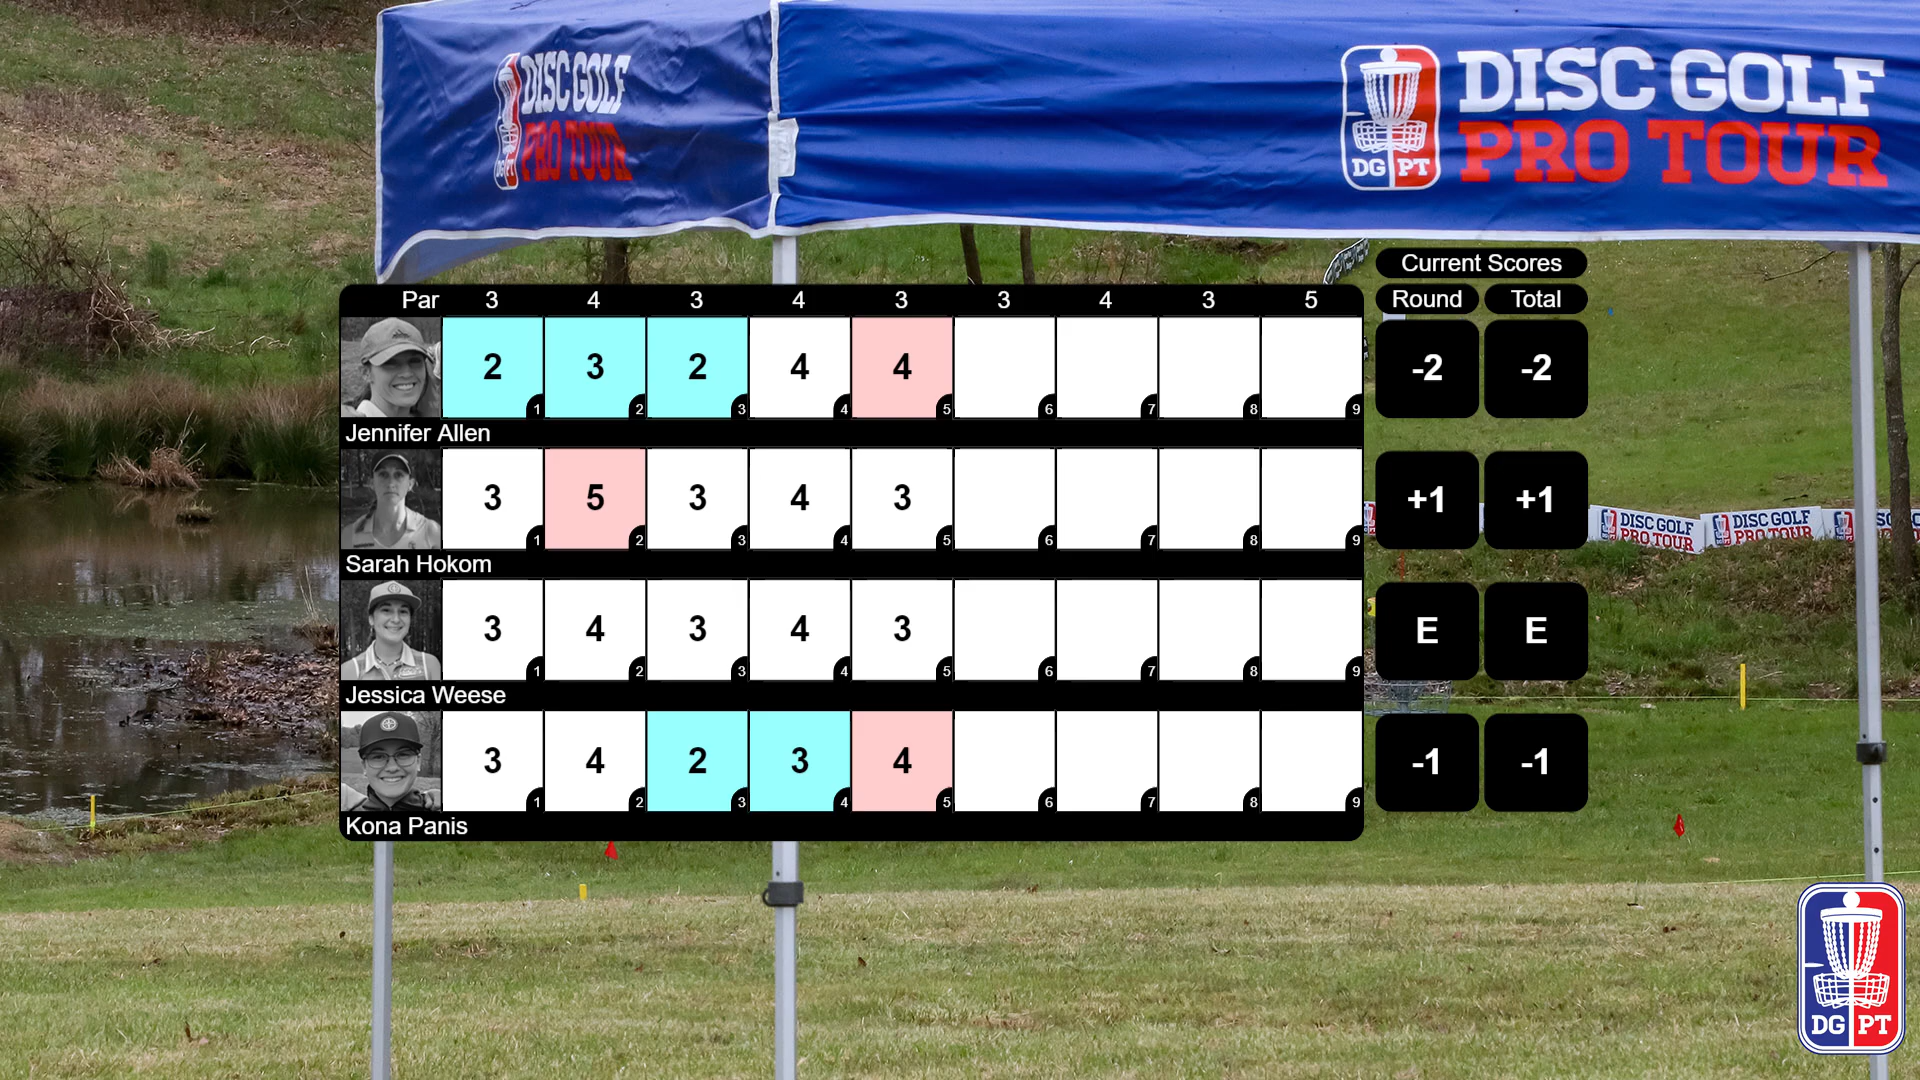 DISC GOLF
PRO TOUR
DG PT
DISC GOLF
PRO TOUR
DG PT
Current Scores
Par 3 4 3 4 3 3 4 3 5 Round Total
2 3 2 4 4 -2 -2
1 2 3 4 5 6 7 8 9
Jennifer Allen
3 5 3 4 3 +1 +1
1 2 3 4 5 6 7 8 9
Sarah Hokom
3 4 3 4 3 E E
1 2 3 4 5 6 7 8 9
Jessica Weese
3 4 2 3 4 -1 -1
1 2 3 4 5 6 7 8 9
Kona Panis
DISC GOLF
PRO TOUR
DISC GOLF
PRO TOUR
DG PT